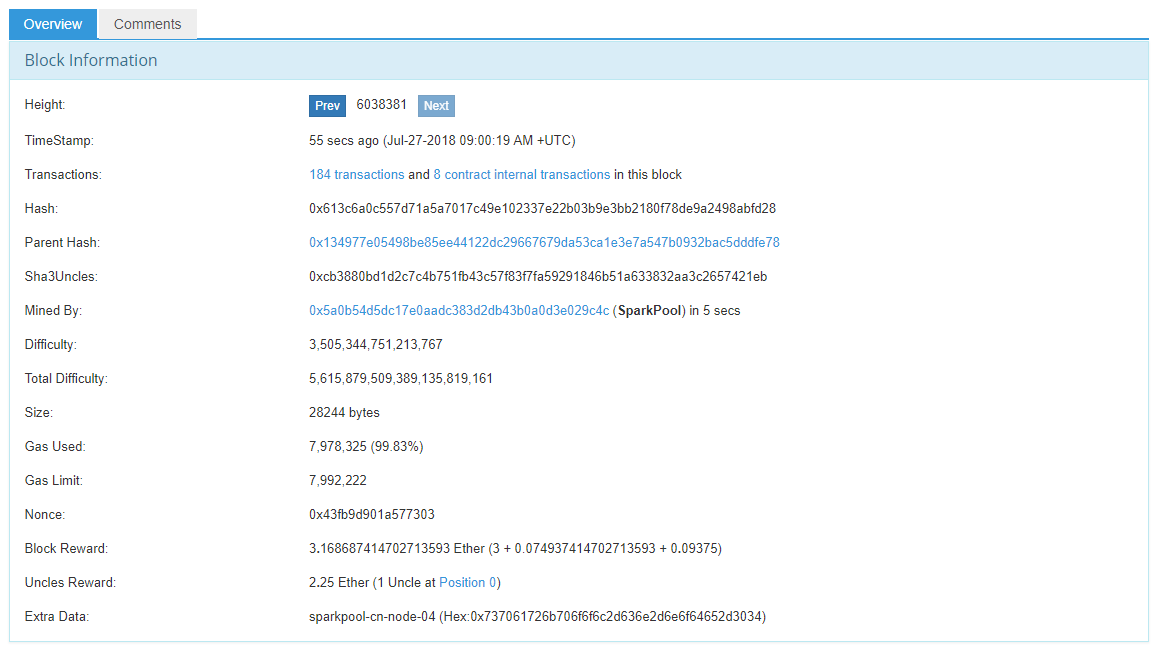 Overview Comments
Block Information
Height: Prev 6038381 Next
TimeStamp: 55 secs ago (Jul-27-2018 09:00:19 AM +UTC)
Transactions: 184 transactions and 8 contract internal transactions in this block
Hash: 0x613c6a0c557d71a5a7017c49e102337e22b03b9e3bb2180f78de9a2498abfd28
Parent Hash: 0x134977e05498be85ee44122dc29667679da53ca1e3e7a547b0932bac5dddfe78
Sha3Uncles: 0xcb3880bd1d2c7c4b751fb43c57f83f7fa59291846b51a633832aa3c2657421eb
Mined By: 0x5a0b54d5dc17e0aadc383d2db43b0a0d3e029c4c (SparkPool) in 5 secs
Difficulty: 3,505,344,751,213,767
Total Difficulty: 5,615,879,509,389,135,819,161
Size: 28244 bytes
Gas Used: 7,978,325 (99.83%)
Gas Limit: 7,992,222
Nonce: 0x43fb9d901a577303
Block Reward: 3.168687414702713593 Ether (3 + 0.074937414702713593 + 0.09375)
Uncles Reward: 2.25 Ether (1 Uncle at Position 0)
Extra Data: sparkpool-cn-node-04 (Hex:0x737061726b706f6f6c2d636e2d6e6f64652d3034)